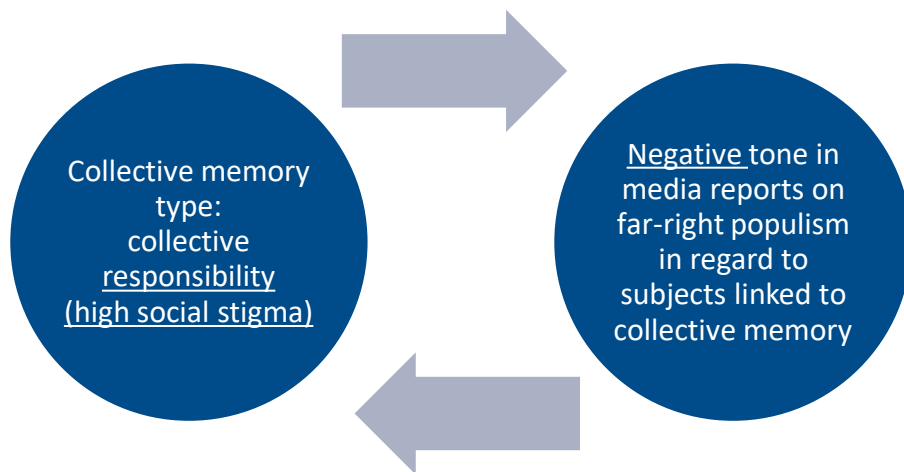 Collective memory
type:
collective
responsibility
(high social stigma)
Negative tone in
media reports on
far-right populism
in regard to
subjects linked to
collective memory